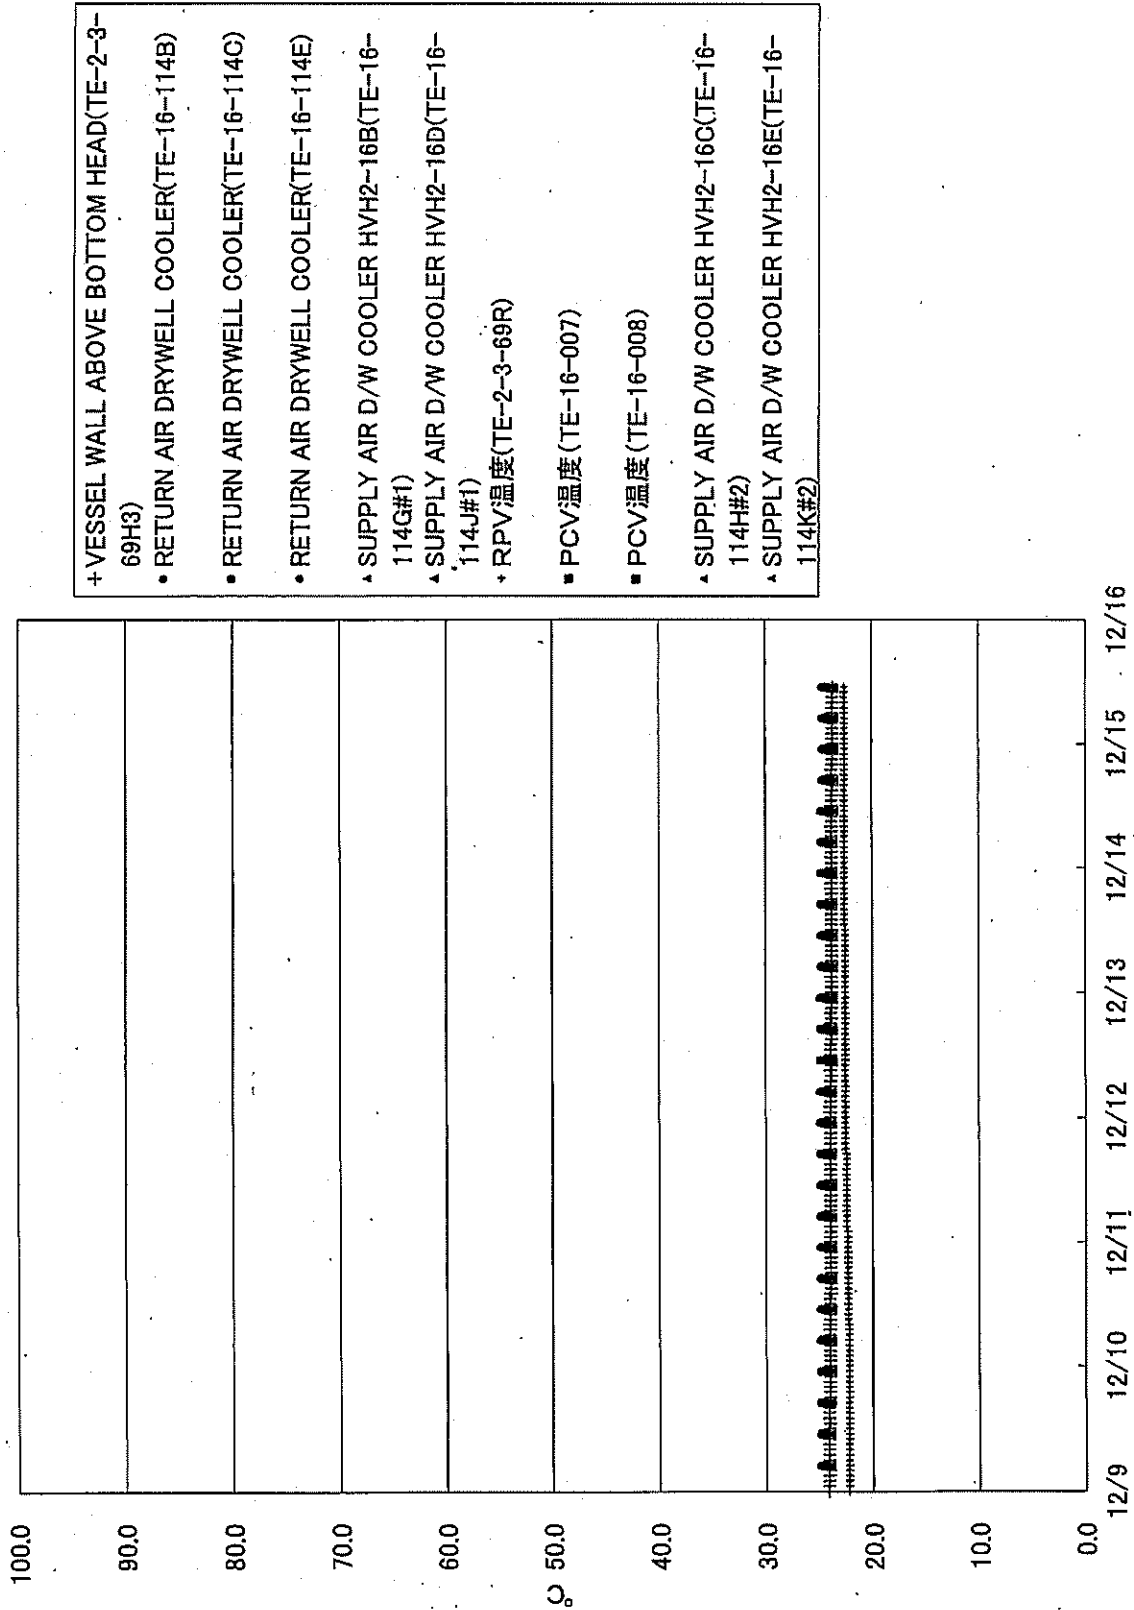 100.0
90.0
80.0
70.0
60.0
50.0
40.0
30.0
20.0
10.0
0.0
°C
12/9
12/10
12/11
12/12
12/13
12/14
12/15
12/16
VESSEL WALL ABOVE BOTTOM HEAD(TE-2-3-
69H3)
RETURN AIR DRYWELL COOLER(TE-16-114B)
RETURN AIR DRYWELL COOLER(TE-16-114C)
RETURN AIR DRYWELL COOLER(TE-16-114E)
SUPPLY AIR D/W COOLER HVH2-16B(TE-16-
114G#1)
SUPPLY AIR D/W COOLER HVH2-16D(TE-16-
114J#1)
RPV温度(TE-2-3-69R)
PCV温度(TE-16-007)
PCV温度(TE-16-008)
SUPPLY AIR D/W COOLER HVH2-16C(TE-16-
114H#2)
SUPPLY AIR D/W COOLER HVH2-16E(TE-16-
114K#2)